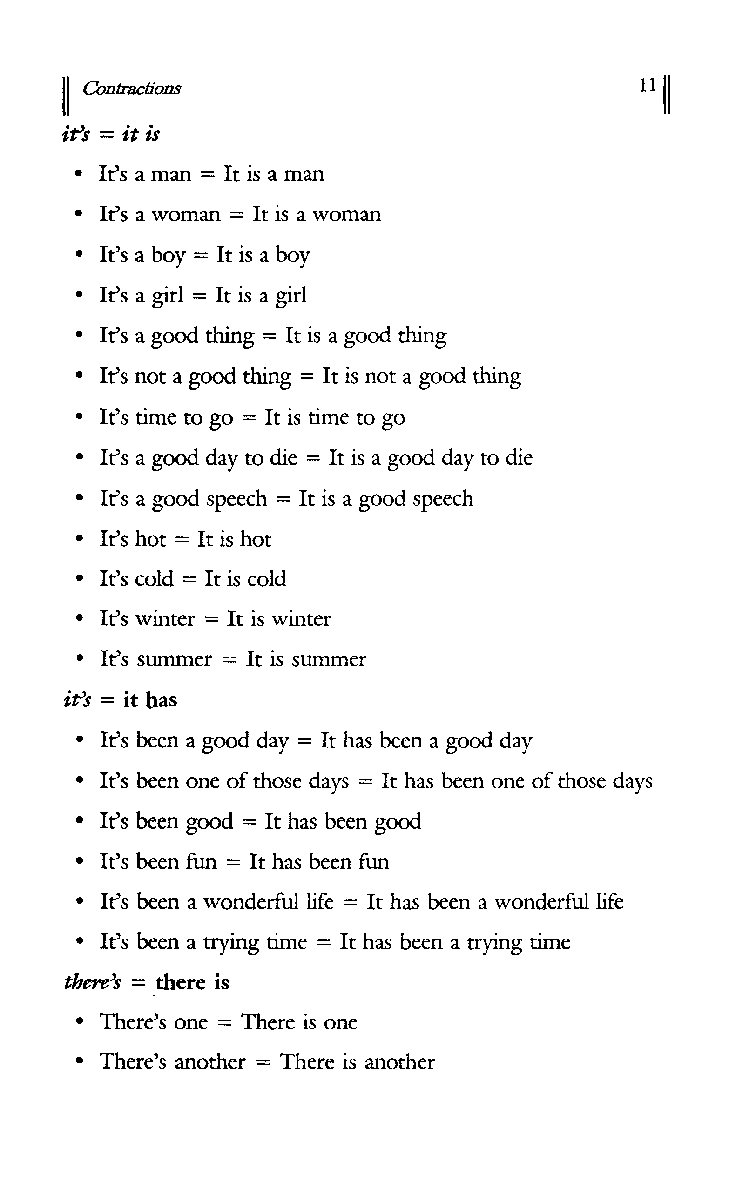 Contractions 11
it's = it is
• It's a man = It is a man
• It's a woman = It is a woman
• It's a boy = It is a boy
• It's a girl = It is a girl
• It's a good thing = It is a good thing
• It's not a good thing = It is not a good thing
• It's time to go = It is time to go
• It's a good day to die = It is a good day to die
• It's a good speech = It is a good speech
• It's hot = It is hot
• It's cold = It is cold
• It's winter = It is winter
• It's summer = It is summer
it's = it has
• It's been a good day = It has been a good day
• It's been one of those days = It has been one of those days
• It's been good = It has been good
• It's been fun = It has been fun
• It's been a wonderful life = It has been a wonderful life
• It's been a trying time = It has been a trying time
there's = there is
• There's one = There is one
• There's another = There is another